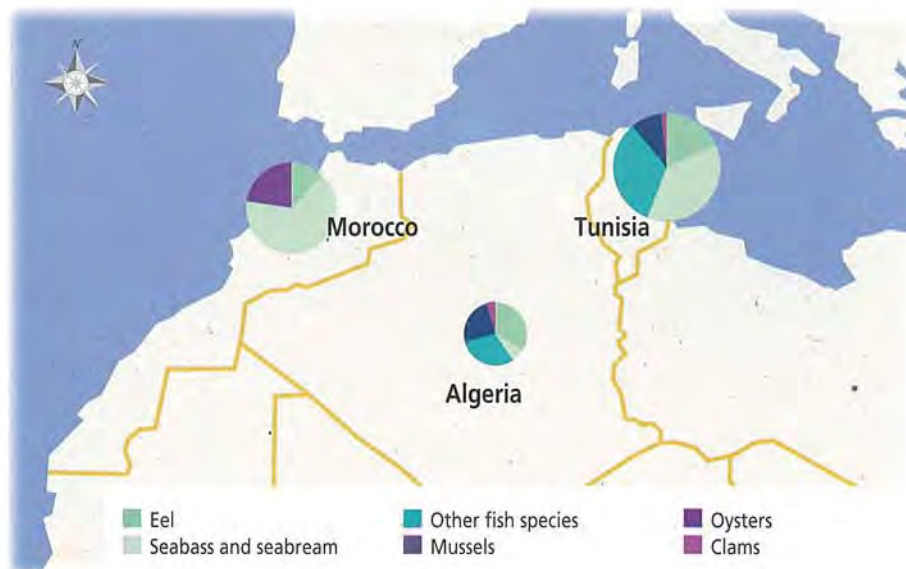 N
Morocco
Tunisia
Algeria
Eel
Other fish species
Oysters
Seabass and seabream
Mussels
Clams